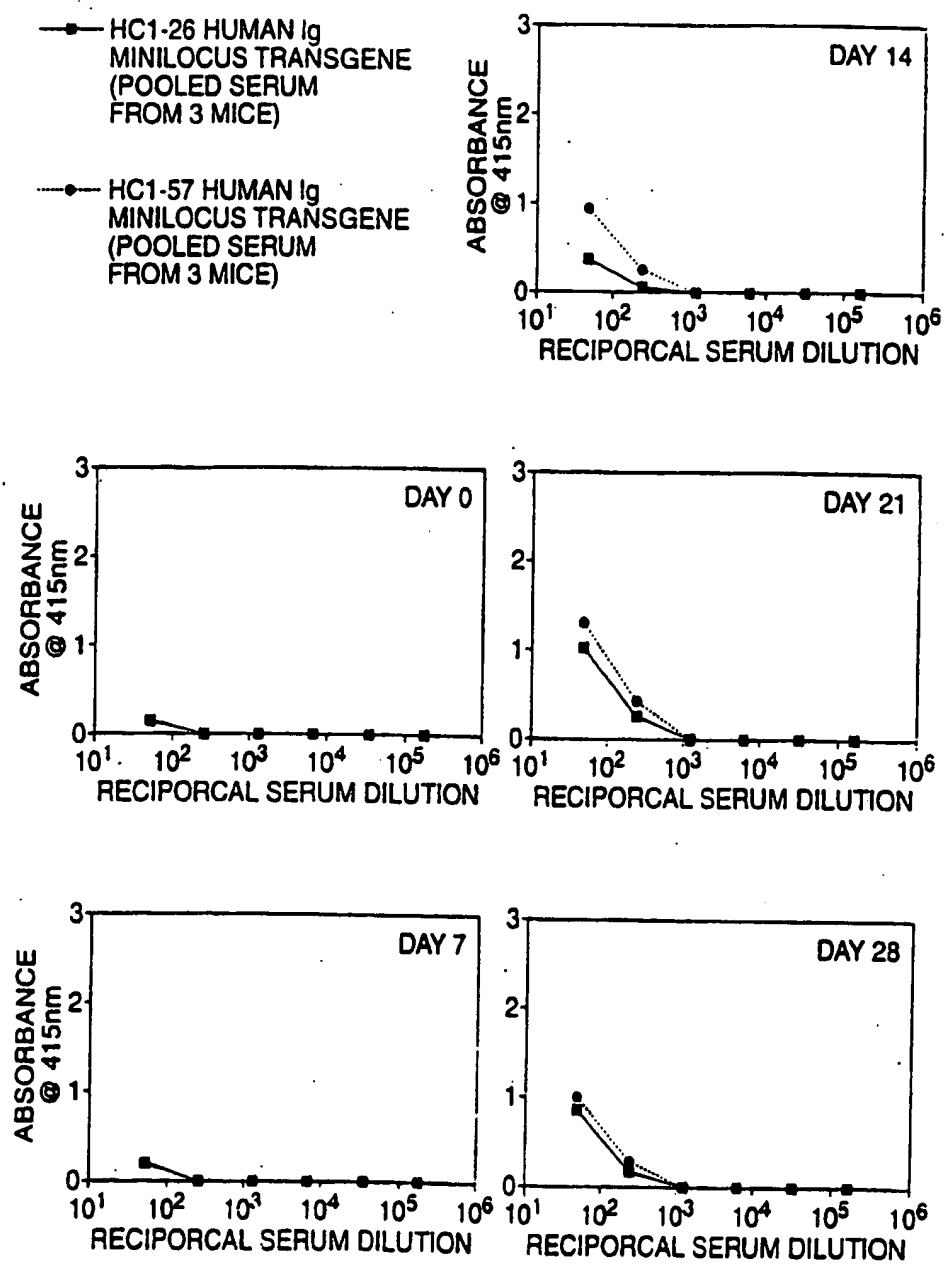 HC1-26 HUMAN Ig
MINILOCUS TRANSGENE
(POOLED SERUM
FROM 3 MICE)
HC1-57 HUMAN Ig
MINILOCUS TRANSGENE
(POOLED SERUM
FROM 3 MICE)
DAY 14
ABSORBANCE
@ 415nm
3
2
1
0
10¹ 10² 10³ 10⁴ 10⁵ 10⁶
RECIPORCAL SERUM DILUTION
DAY 0
ABSORBANCE
@ 415nm
3
2
1
0
10¹ 10² 10³ 10⁴ 10⁵ 10⁶
RECIPORCAL SERUM DILUTION
DAY 21
3
2
1
0
10¹ 10² 10³ 10⁴ 10⁵ 10⁶
RECIPORCAL SERUM DILUTION
DAY 7
ABSORBANCE
@ 415nm
3
2
1
0
10¹ 10² 10³ 10⁴ 10⁵ 10⁶
RECIPORCAL SERUM DILUTION
DAY 28
3
2
1
0
10¹ 10² 10³ 10⁴ 10⁵ 10⁶
RECIPORCAL SERUM DILUTION